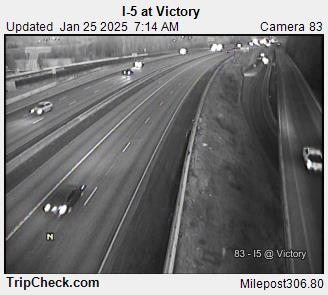 I-5 at Victory
Updated Jan 25 2025 7:14 AM Camera 83
N
83 - I5 @ Victory
TripCheck.com Milepost306.80